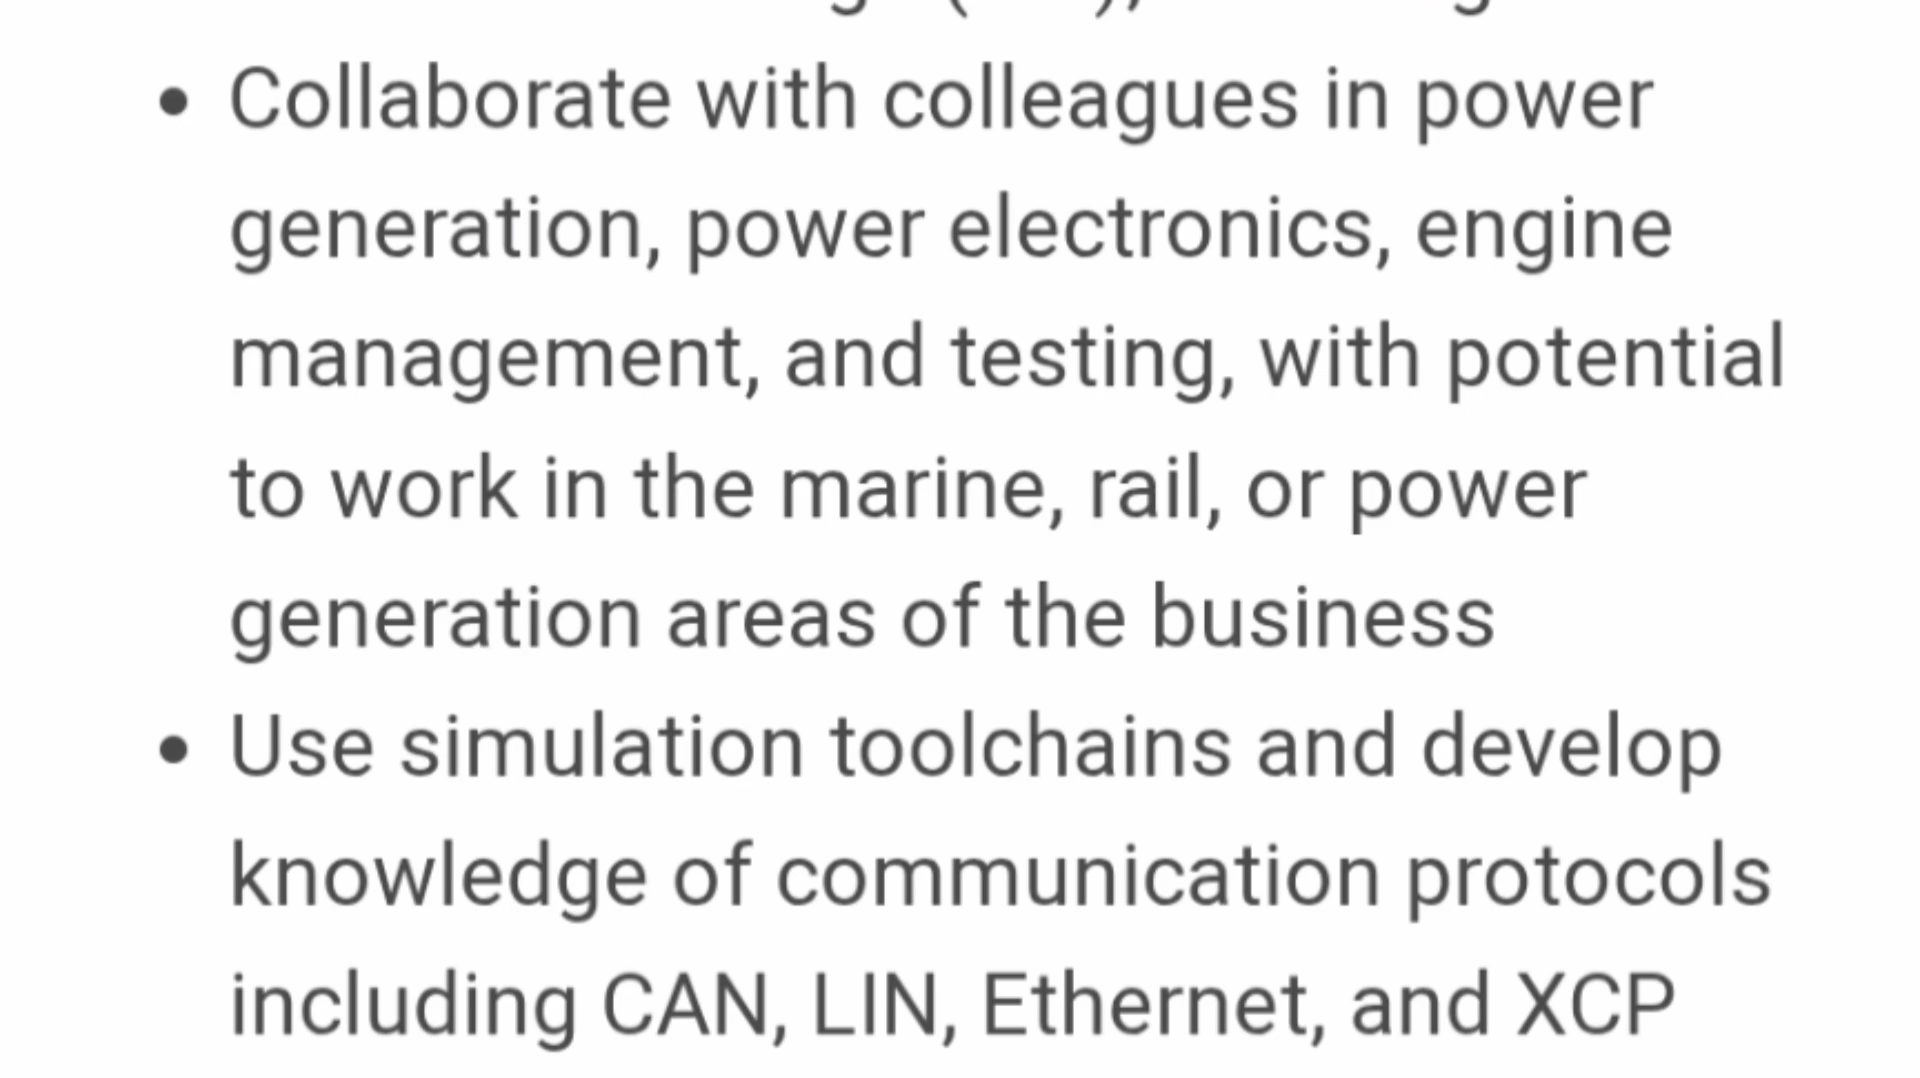 • Collaborate with colleagues in power
generation, power electronics, engine
management, and testing, with potential
to work in the marine, rail, or power
generation areas of the business
• Use simulation toolchains and develop
knowledge of communication protocols
including CAN, LIN, Ethernet, and XCP